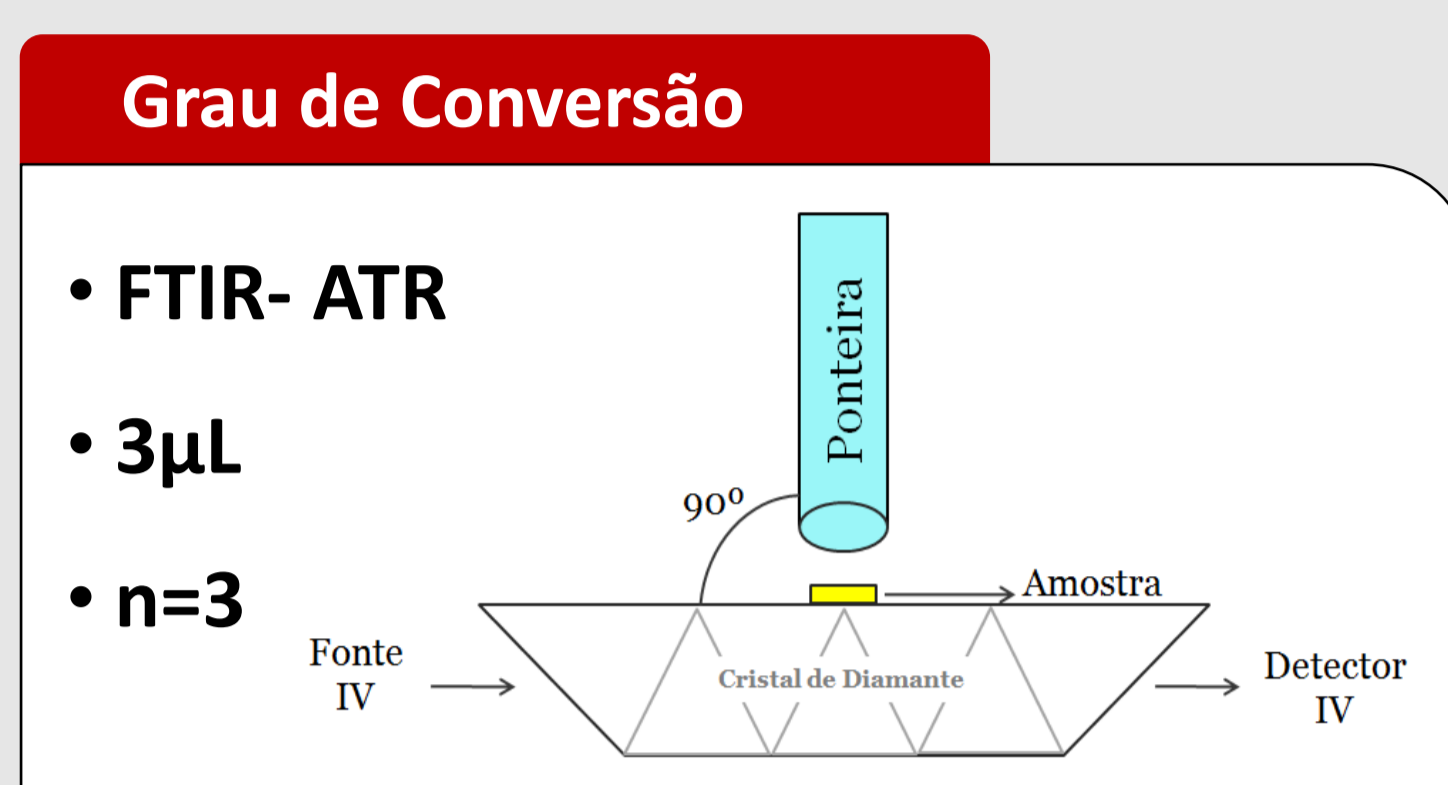 Grau de Conversão
• FTIR- ATR
• 3µL
• n=3
Ponteira
90º
Amostra
Fonte
IV
Cristal de Diamante
Detector
IV